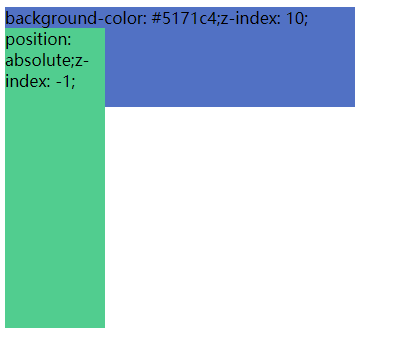 background-color: #5171c4;z-index: 10;
position:
absolute;z-
index: -1;